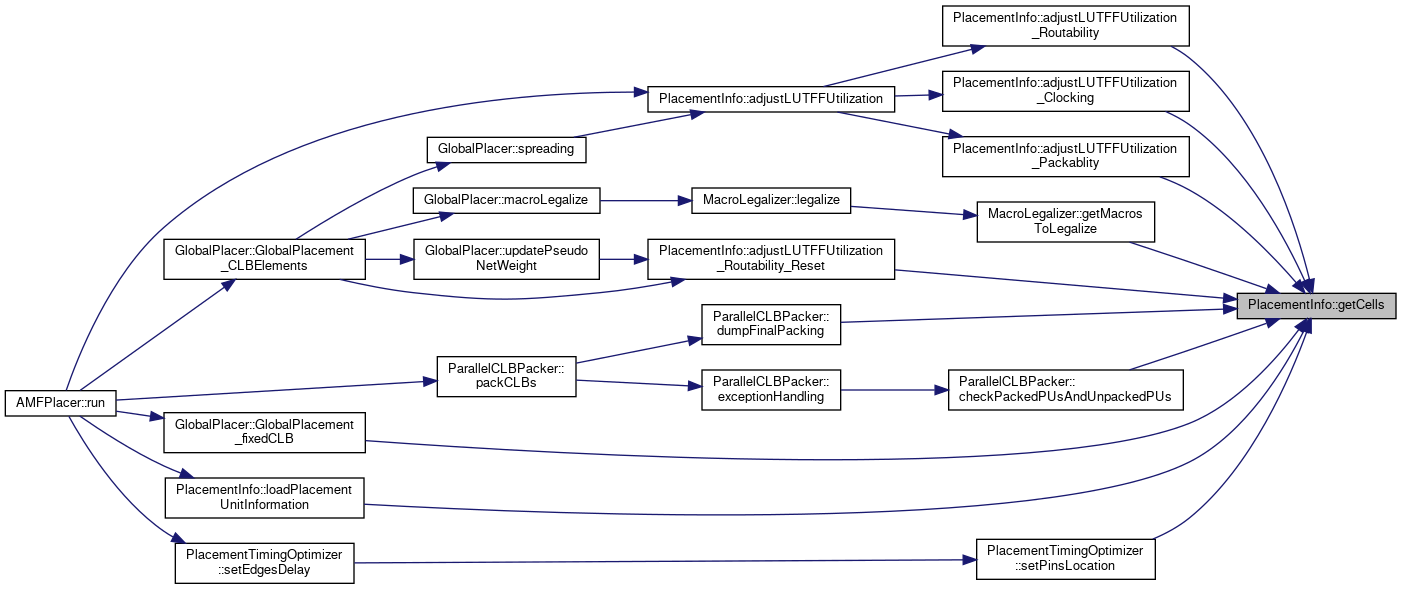 PlacementInfo::adjustLUTFFUtilization
_Routability
PlacementInfo::adjustLUTFFUtilization
_Clocking
PlacementInfo::adjustLUTFFUtilization
PlacementInfo::adjustLUTFFUtilization
_Packablity
GlobalPlacer::spreading
GlobalPlacer::macroLegalize
MacroLegalizer::legalize
MacroLegalizer::getMacros
ToLegalize
GlobalPlacer::GlobalPlacement
_CLBElements
GlobalPlacer::updatePseudo
NetWeight
PlacementInfo::adjustLUTFFUtilization
_Routability_Reset
PlacementInfo::getCells
ParallelCLBPacker::
dumpFinalPacking
ParallelCLBPacker::
packCLBs
ParallelCLBPacker::
exceptionHandling
ParallelCLBPacker::
checkPackedPUsAndUnpackedPUs
AMFPlacer::run
GlobalPlacer::GlobalPlacement
_fixedCLB
PlacementInfo::loadPlacement
UnitInformation
PlacementTimingOptimizer
::setEdgesDelay
PlacementTimingOptimizer
::setPinsLocation